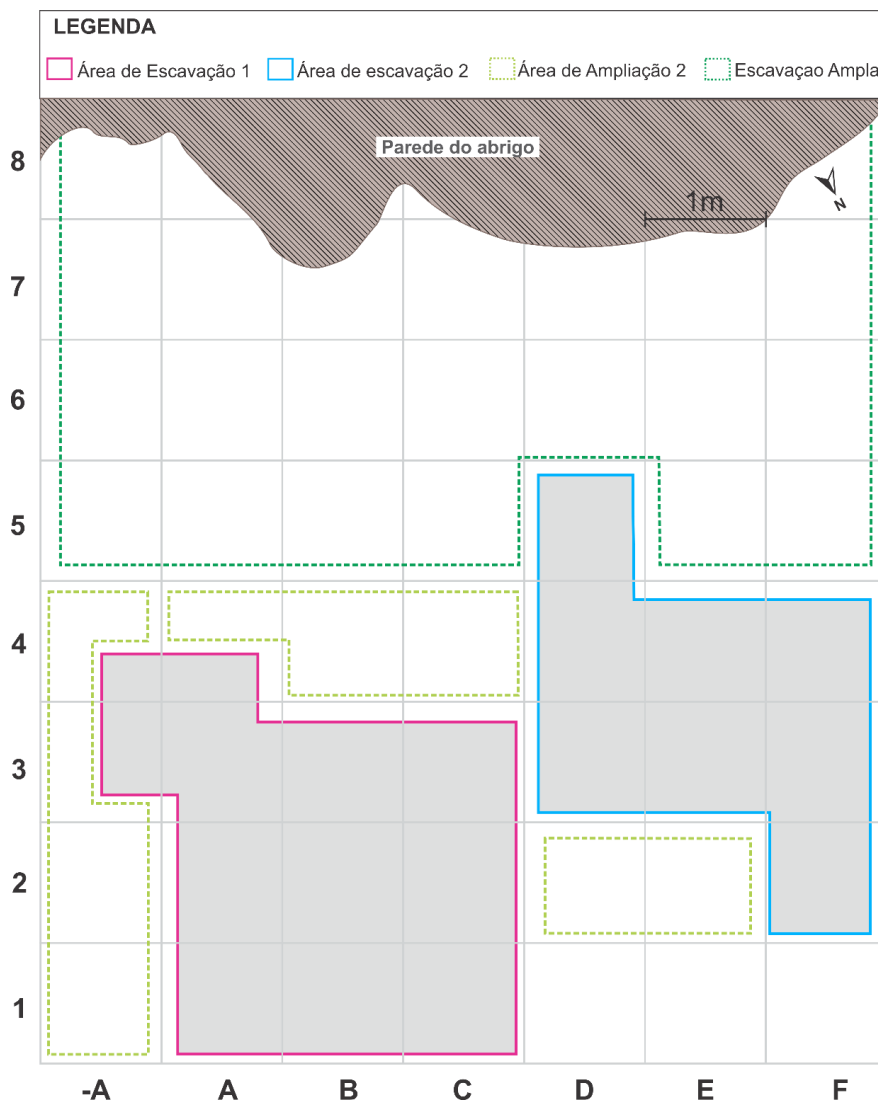 LEGENDA
Área de Escavação 1 Área de escavação 2 Área de Ampliação 2 Escavaçao Ampla
Parede do abrigo
8
N
1m
7
6
5
4
3
2
1
-A A B C D E F